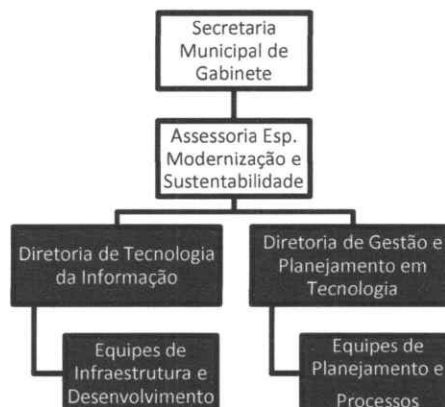 Secretaria
Municipal de
Gabinete
Assessoria Esp.
Modernização e
Sustentabilidade
Diretoria de Tecnologia
da Informação
Diretoria de Gestão e
Planejamento em
Tecnologia
Equipes de
Infraestrutura e
Desenvolvimento
Equipes de
Planejamento e
Processos